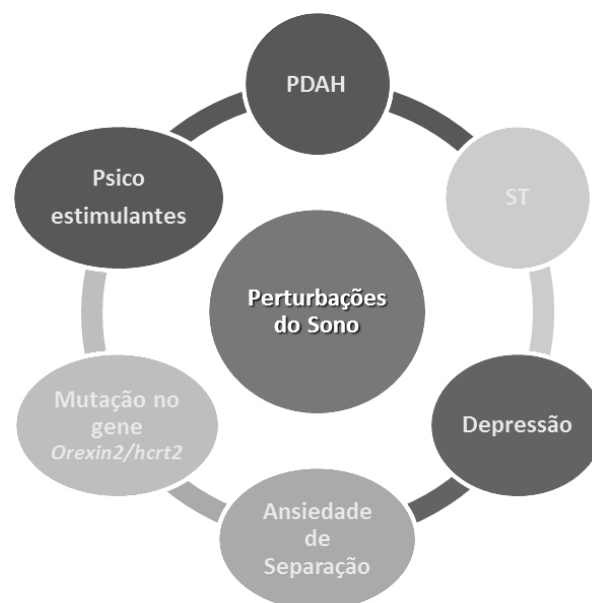 PDAH
ST
Depressão
Ansiedade
de
Separação
Mutação no
gene
Orexin2/hcrt2
Psico
estimulantes
Perturbações
do Sono